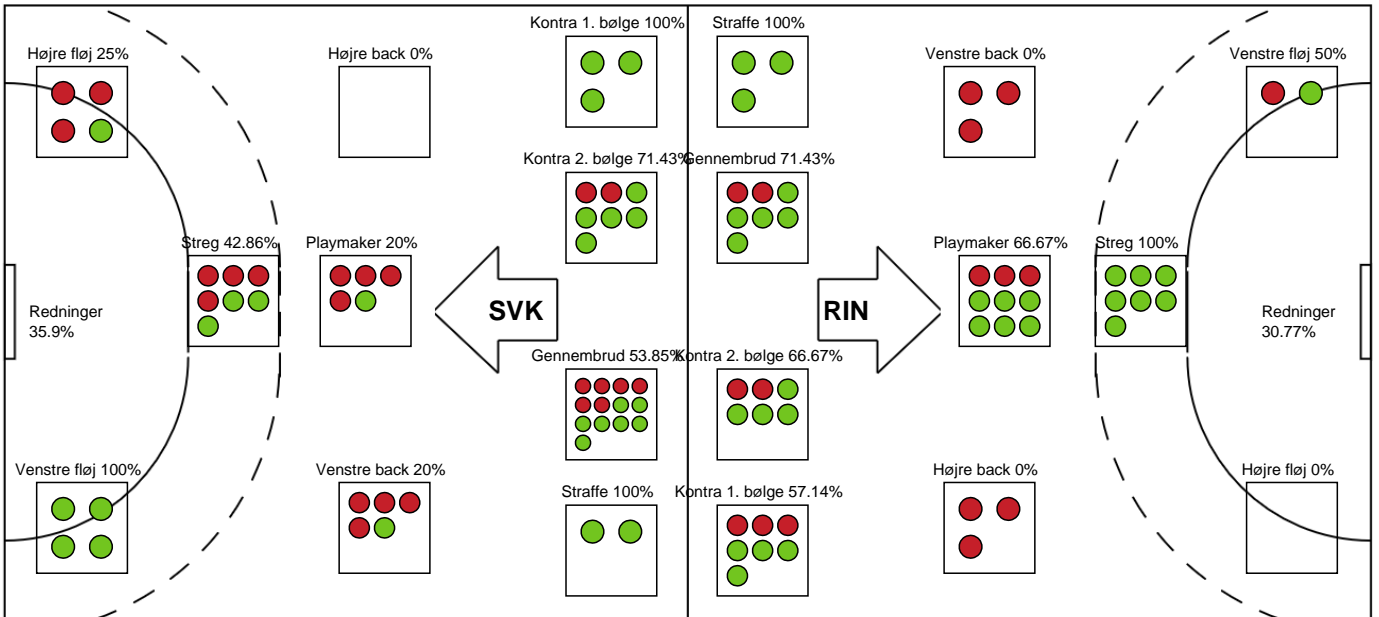 Kontra 1. bølge 100%
Straffe 100%
Højre fløj 25%
Højre back 0%
Venstre back 0%
Venstre fløj 50%
Kontra 2. bølge 71.43%
Gennembrud 71.43%
Streg 42.86%
Playmaker 20%
Playmaker 66.67%
Streg 100%
Redninger
35.9%
SVK
RIN
Redninger
30.77%
Gennembrud 53.85%
Kontra 2. bølge 66.67%
Venstre fløj 100%
Venstre back 20%
Højre back 0%
Højre fløj 0%
Straffe 100%
Kontra 1. bølge 57.14%